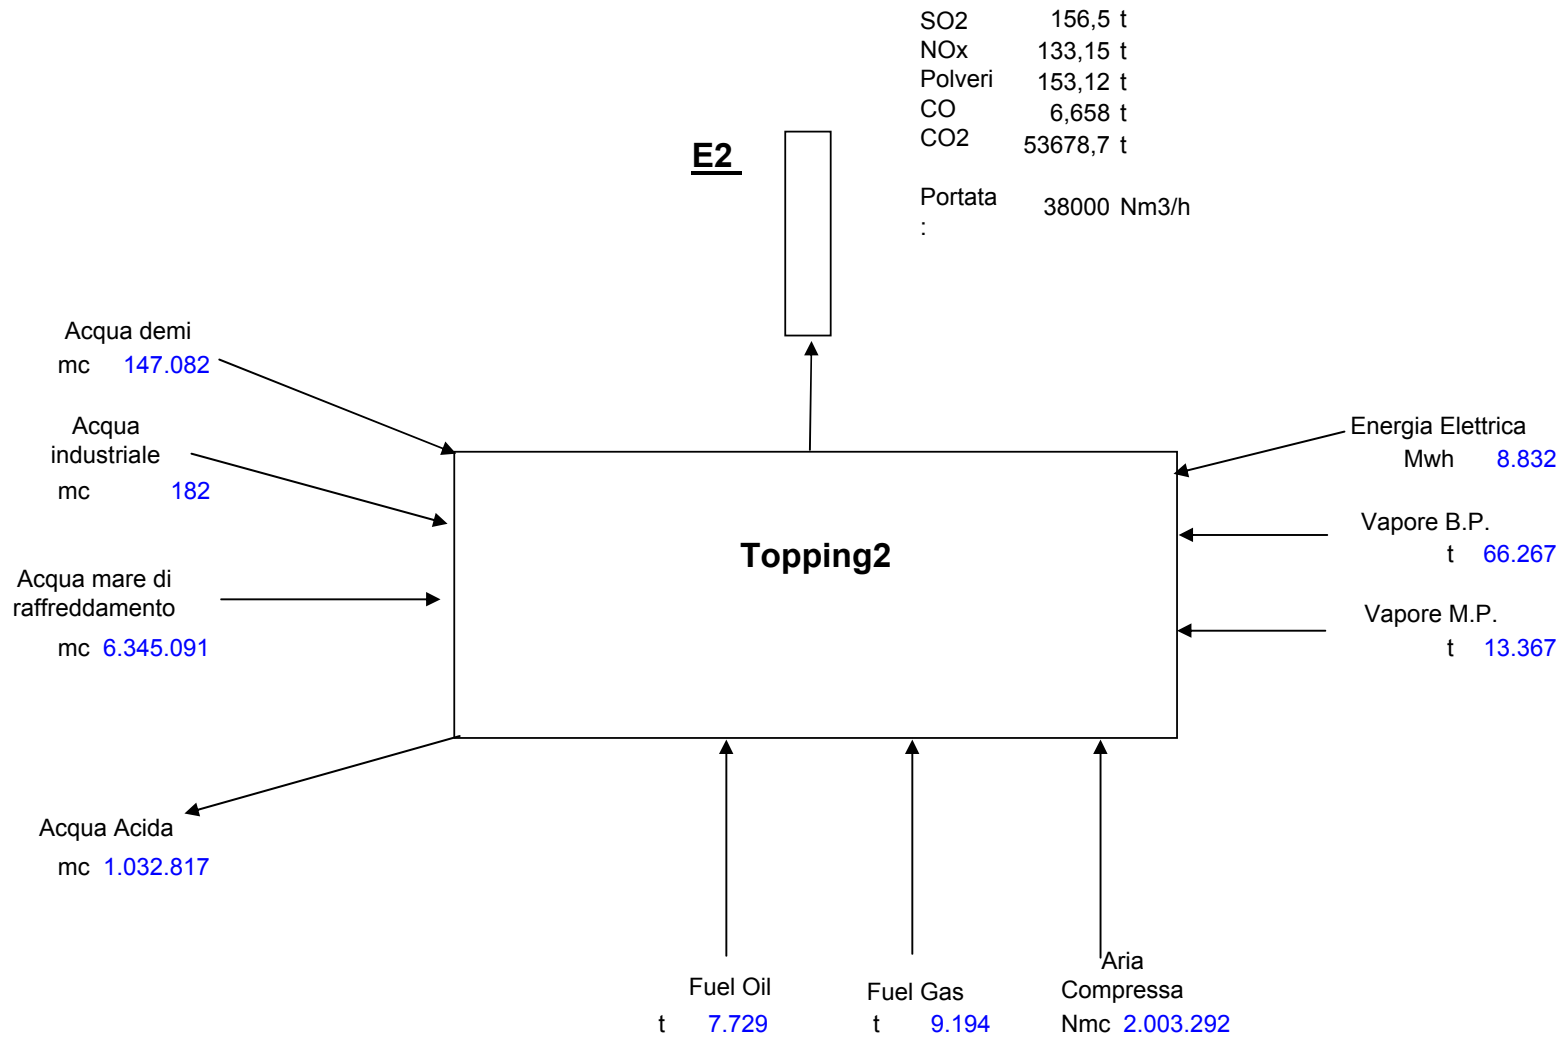 SO2 156,5 t
NOx 133,15 t
Polveri 153,12 t
CO 6,658 t
CO2 53678,7 t
E2
Portata
: 38000 Nm3/h
Acqua demi
mc 147.082
Acqua
industriale
mc 182
Acqua mare di
raffreddamento
mc 6.345.091
Acqua Acida
mc 1.032.817
Topping2
Energia Elettrica
Mwh 8.832
Vapore B.P.
t 66.267
Vapore M.P.
t 13.367
Fuel Oil
t 7.729
Fuel Gas
t 9.194
Aria
Compressa
Nmc 2.003.292